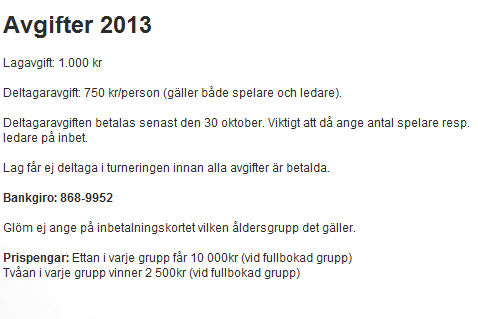 Avgifter 2013
Lagavgift: 1.000 kr
Deltagaravgift: 750 kr/person (gäller både spelare och ledare).
Deltagaravgiften betalas senast den 30 oktober. Viktigt att då ange antal spelare resp.
ledare på inbet.
Lag får ej deltaga i turneringen innan alla avgifter är betalda.
Bankgiro: 868-9952
Glöm ej ange på inbetalningskortet vilken åldersgrupp det gäller.
Prispengar: Ettan i varje grupp får 10 000kr (vid fullbokad grupp)
Tvåan i varje grupp vinner 2 500kr (vid fullbokad grupp)